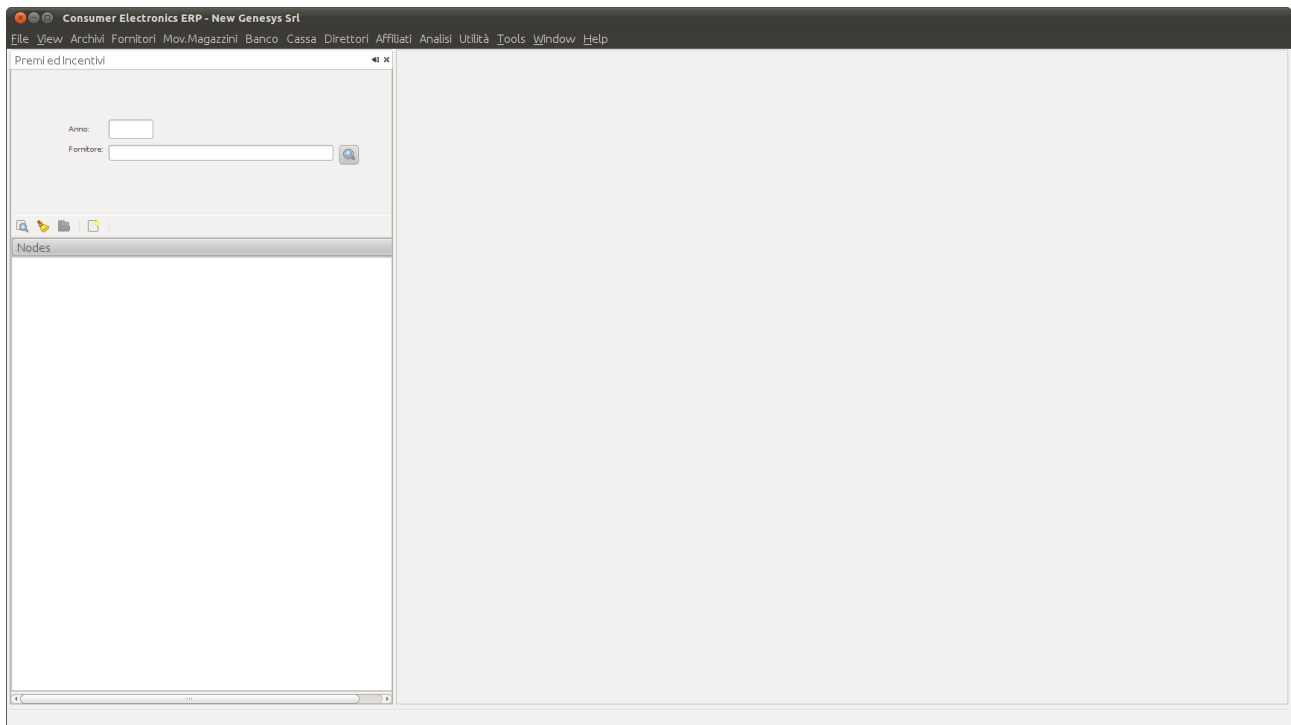 Consumer Electronics ERP - New Genesys Srl
File View Archivi Fornitori Mov.Magazzini Banco Cassa Direttori Affiliati Analisi Utilità Tools Window Help
Premi ed Incentivi
Anno:
Fornitore:
Nodes